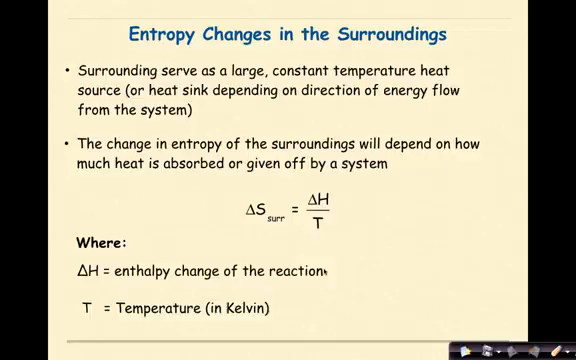 Entropy Changes in the Surroundings
• Surrounding serve as a large, constant temperature heat
source (or heat sink depending on direction of energy flow
from the system)
• The change in entropy of the surroundings will depend on how
much heat is absorbed or given off by a system
ΔS surr = ΔH / T
Where:
ΔH = enthalpy change of the reaction
T = Temperature (in Kelvin)